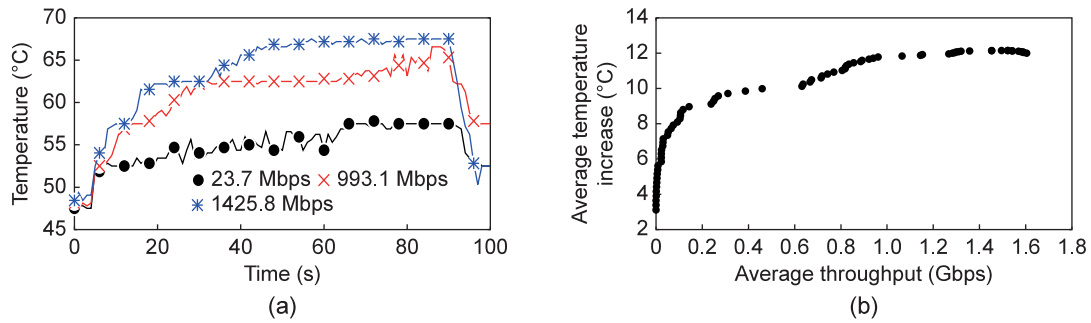 70
65
60
55
50
45
Temperature (°C)
23.7 Mbps
993.1 Mbps
1425.8 Mbps
0
20
40
60
80
100
Time (s)
(a)
14
12
10
8
6
4
2
Average temperature
increase (°C)
0
0.2
0.4
0.6
0.8
1.0
1.2
1.4
1.6
1.8
Average throughput (Gbps)
(b)